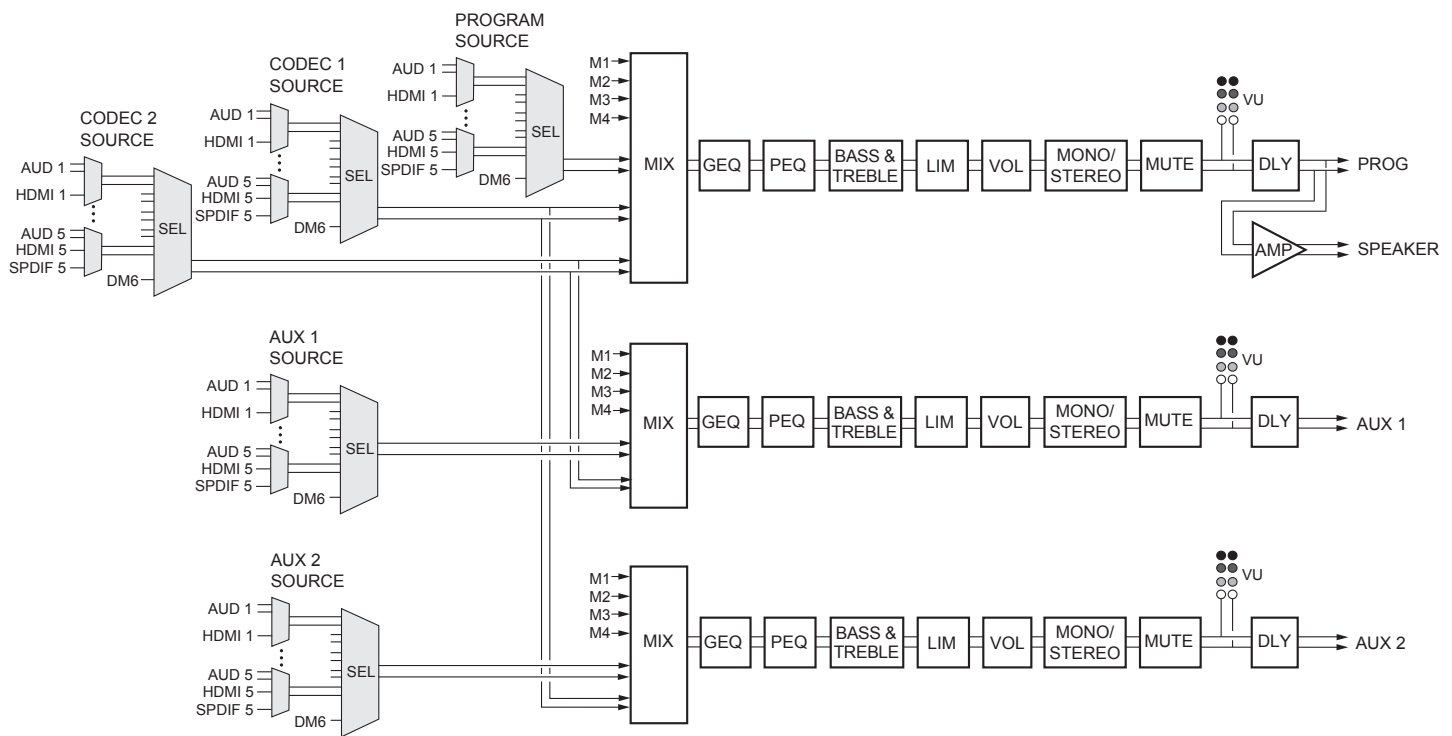 PROGRAM
SOURCE
AUD 1
HDMI 1
AUD 5
HDMI 5
SPDIF 5
DM6
SEL
CODEC 1
SOURCE
AUD 1
HDMI 1
AUD 5
HDMI 5
SPDIF 5
DM6
SEL
CODEC 2
SOURCE
AUD 1
HDMI 1
AUD 5
HDMI 5
SPDIF 5
DM6
SEL
M1
M2
M3
M4
MIX
GEQ
PEQ
BASS &
TREBLE
LIM
VOL
MONO/
STEREO
MUTE
VU
DLY
PROG
AMP
SPEAKER
AUX 1
SOURCE
AUD 1
HDMI 1
AUD 5
HDMI 5
SPDIF 5
DM6
SEL
M1
M2
M3
M4
MIX
GEQ
PEQ
BASS &
TREBLE
LIM
VOL
MONO/
STEREO
MUTE
VU
DLY
AUX 1
AUX 2
SOURCE
AUD 1
HDMI 1
AUD 5
HDMI 5
SPDIF 5
DM6
SEL
M1
M2
M3
M4
MIX
GEQ
PEQ
BASS &
TREBLE
LIM
VOL
MONO/
STEREO
MUTE
VU
DLY
AUX 2